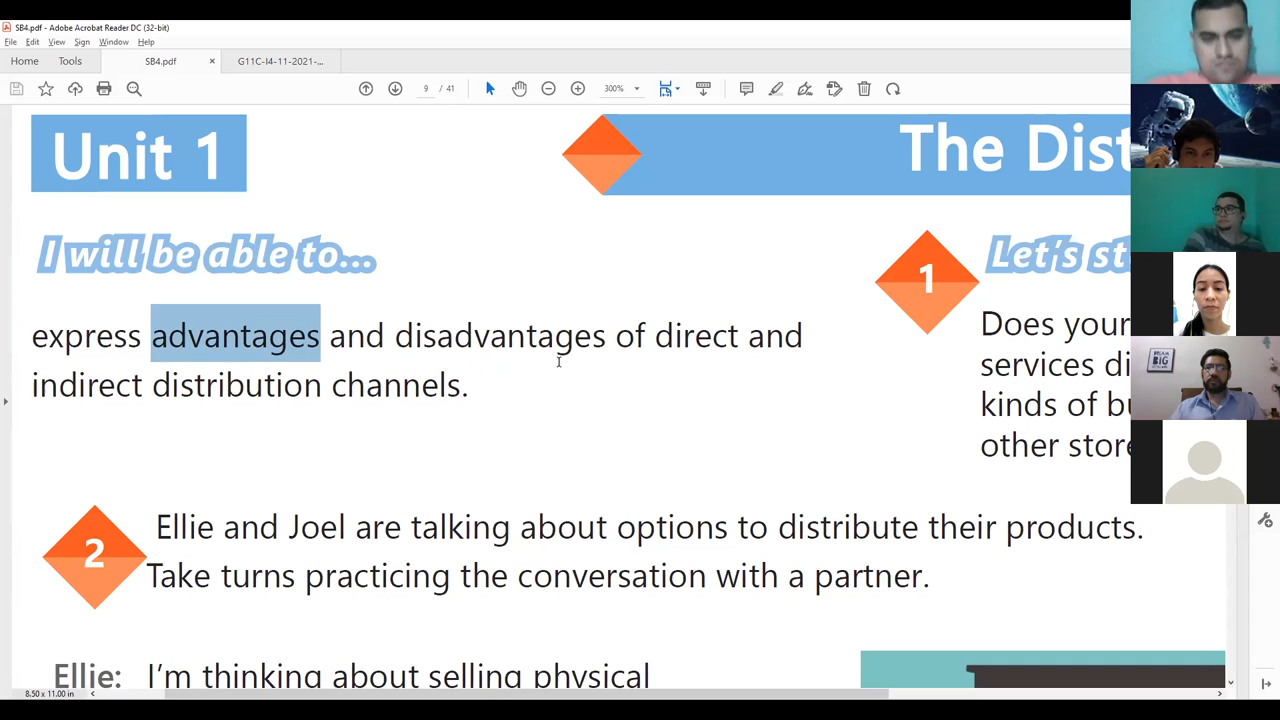 SB4.pdf - Adobe Acrobat Reader DC (32-bit)
File Edit View Sign Window Help
Home Tools SB4.pdf × G11C-I4-11-2021-...
9 / 41 300%
Unit 1
The Dist
I will be able to...
1
Let's st
express advantages and disadvantages of direct and
indirect distribution channels.
Does your
services di
kinds of bu
other store
2
Ellie and Joel are talking about options to distribute their products.
Take turns practicing the conversation with a partner.
Ellie: I'm thinking about selling physical
8.50 x 11.00 in